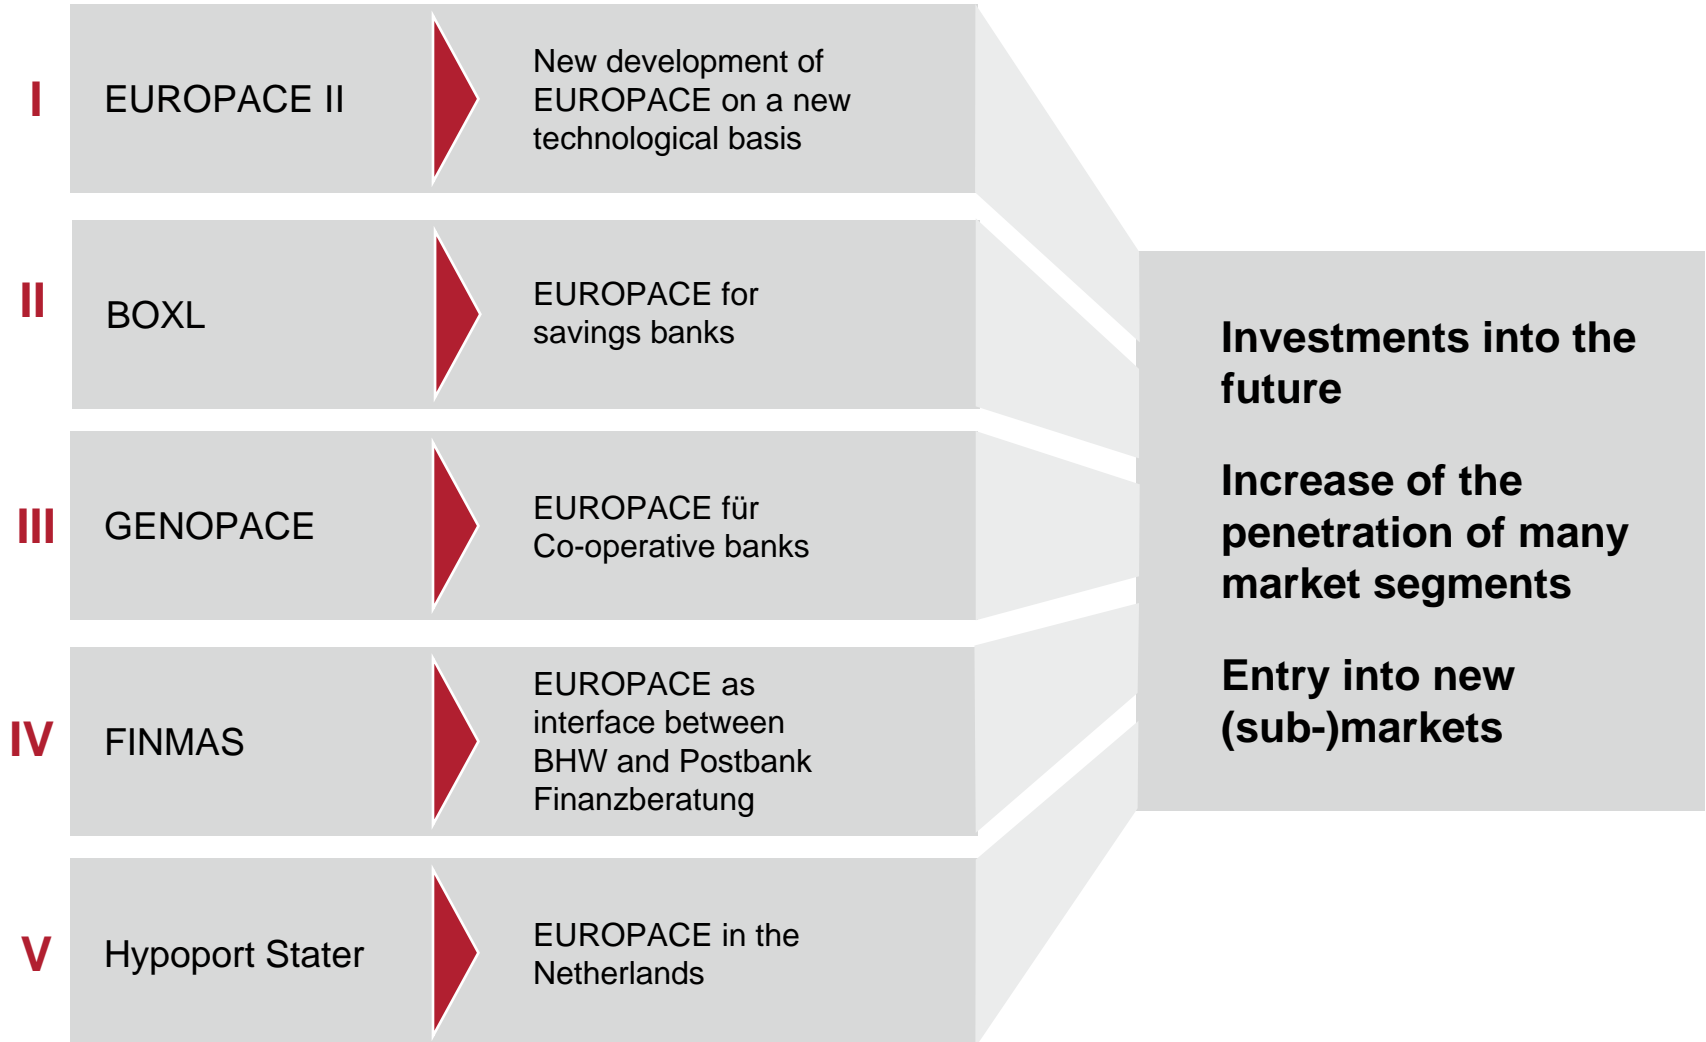 I
EUROPACE II
New development of
EUROPACE on a new
technological basis
II
BOXL
EUROPACE for
savings banks
III
GENOPACE
EUROPACE für
Co-operative banks
IV
FINMAS
EUROPACE as
interface between
BHW and Postbank
Finanzberatung
V
Hypoport Stater
EUROPACE in the
Netherlands
Investments into the
future
Increase of the
penetration of many
market segments
Entry into new
(sub-)markets